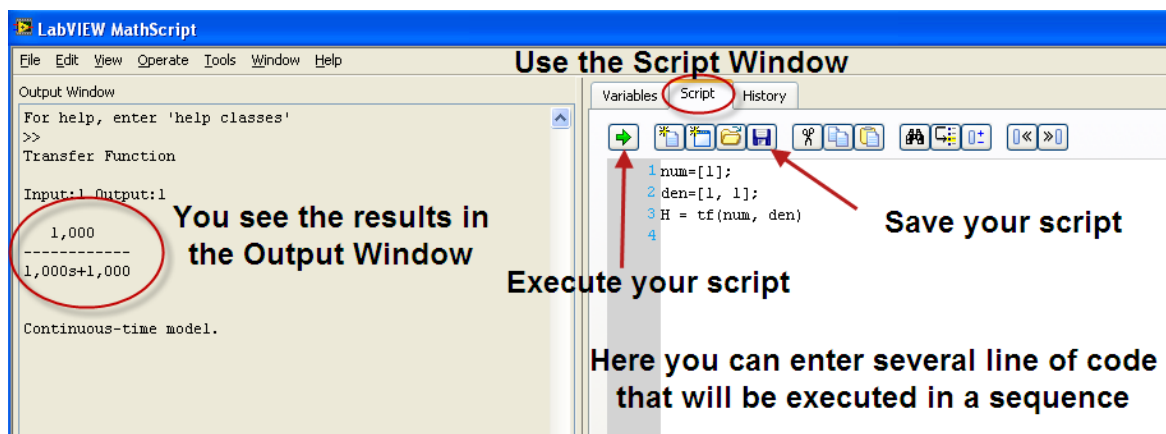 LabVIEW MathScript
File Edit View Operate Tools Window Help
Use the Script Window
Output Window
For help, enter 'help classes'
>>
Transfer Function
Input:1 Output:1
1,000
------------
1,000s+1,000
Continuous-time model.
You see the results in
the Output Window
Variables Script History
1 num=[1];
2 den=[1, 1];
3 H = tf(num, den)
4
Save your script
Execute your script
Here you can enter several line of code
that will be executed in a sequence